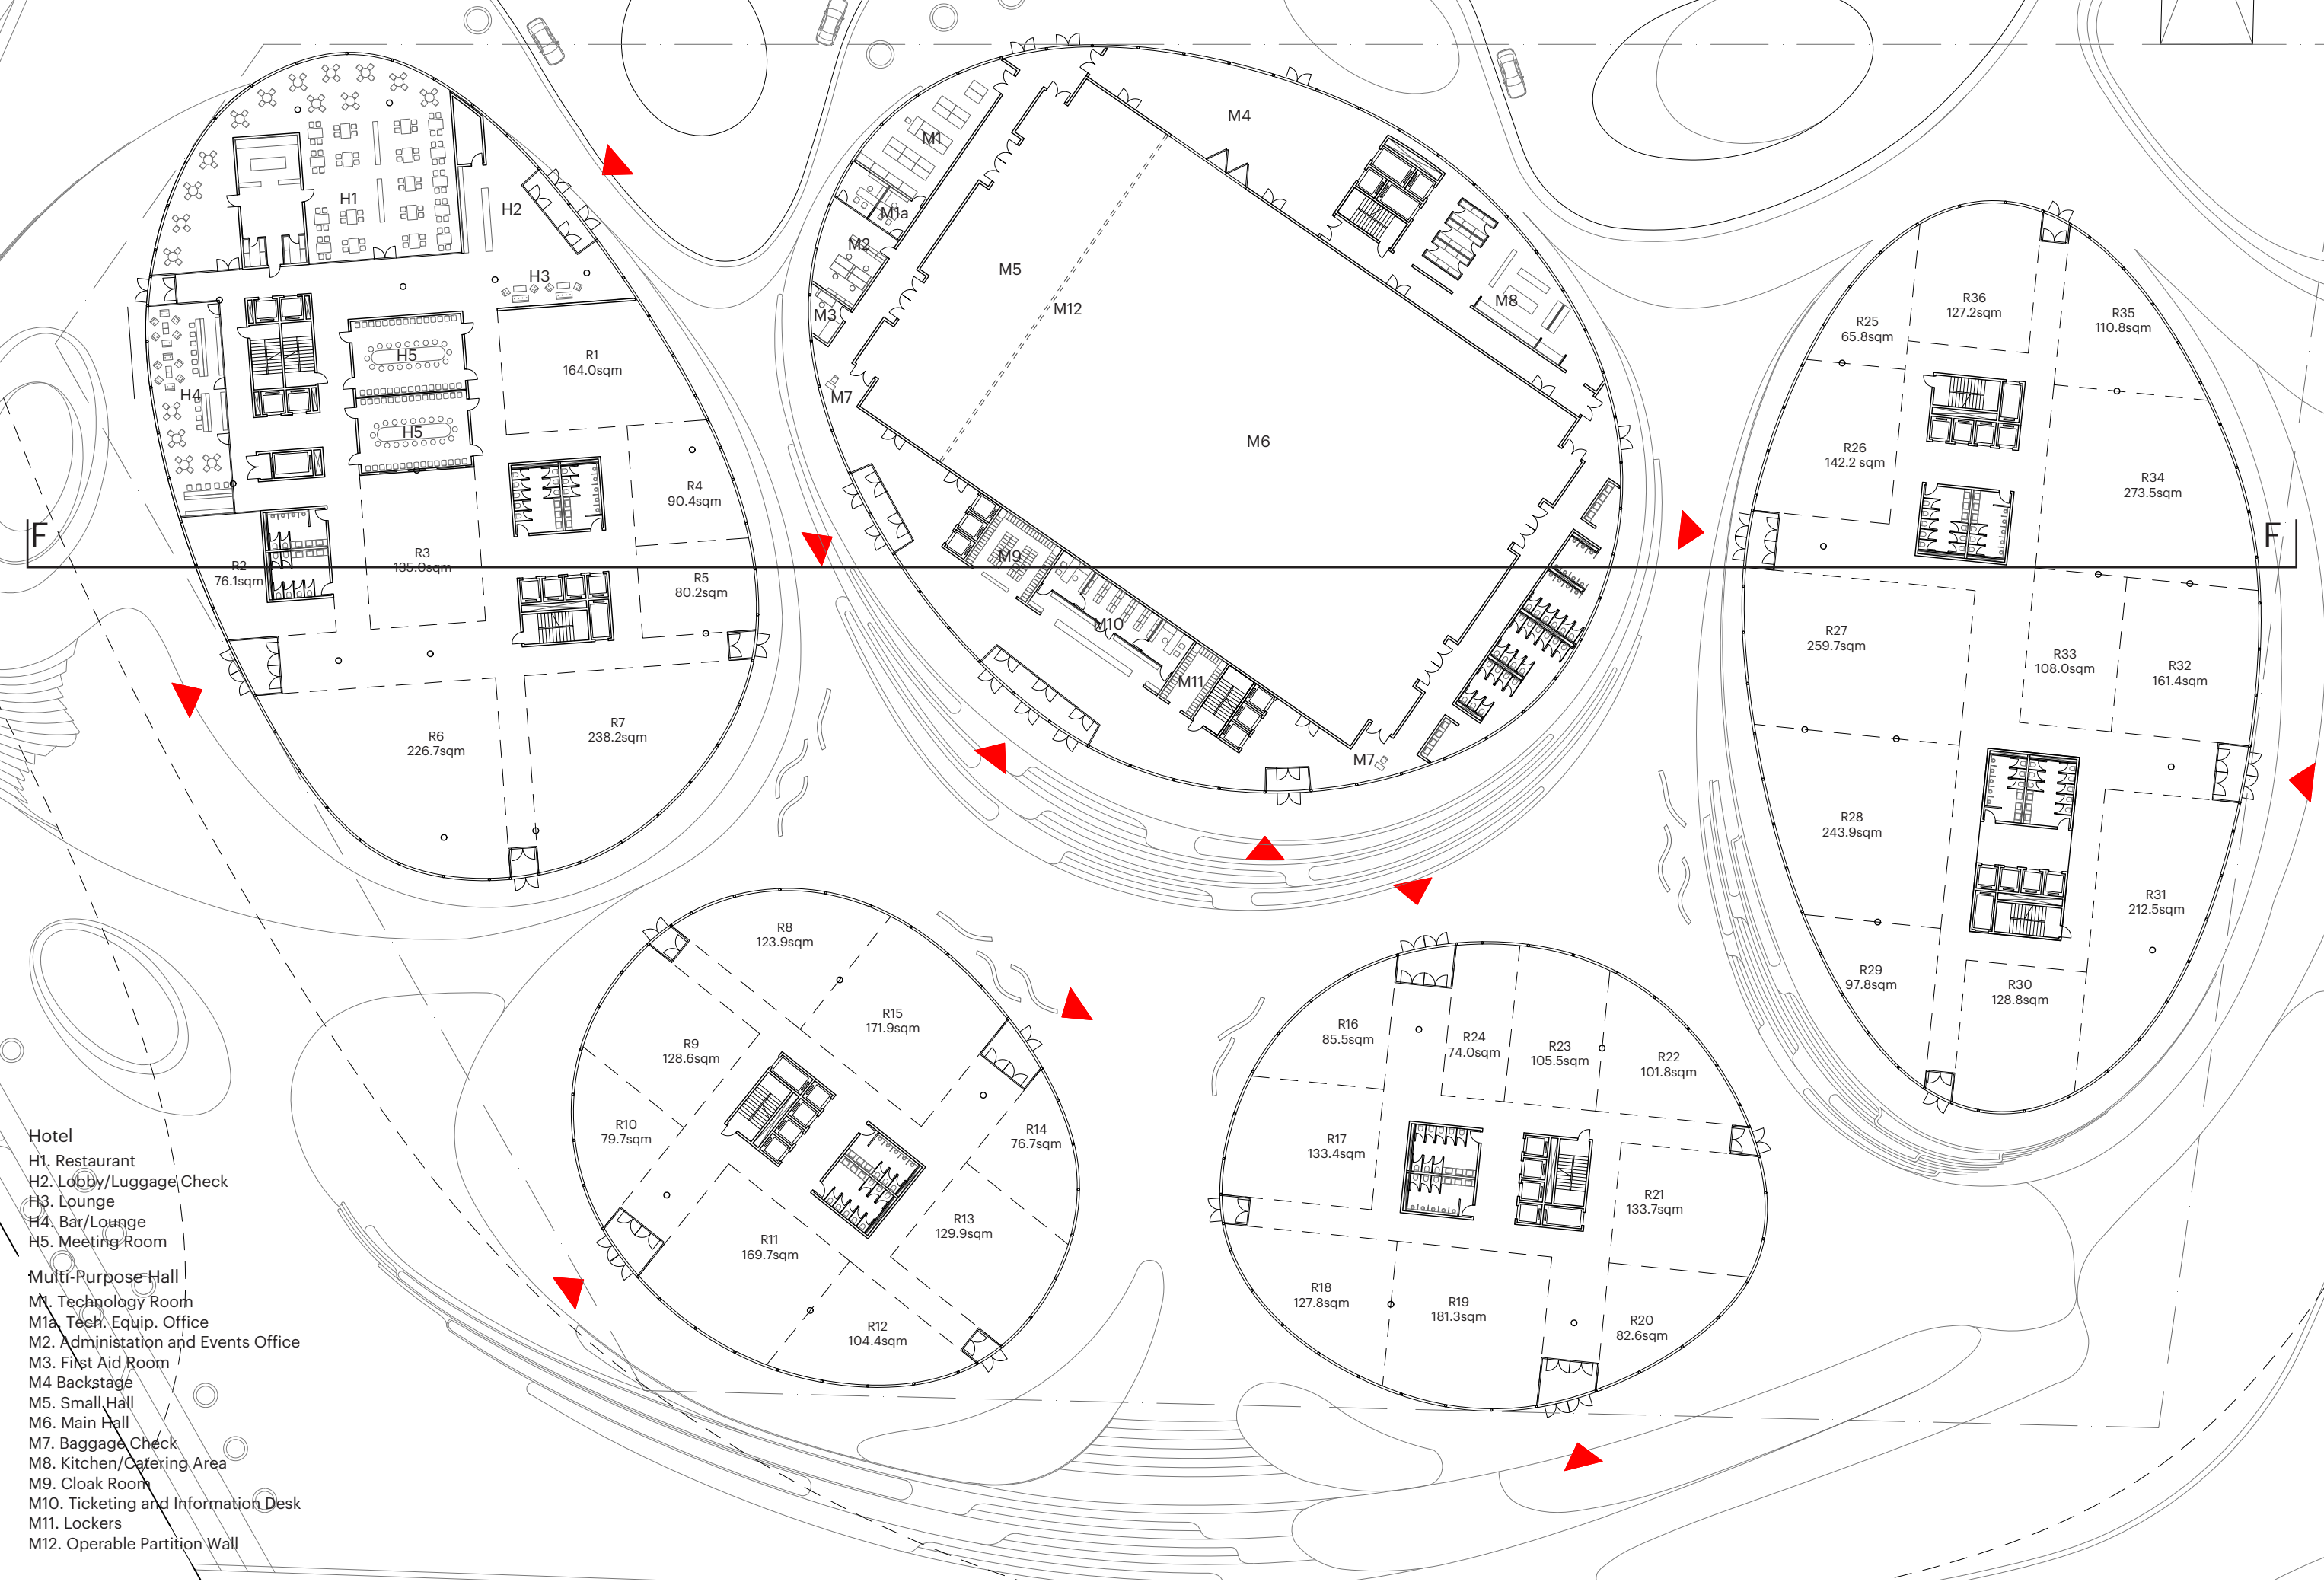 M4
M1
H1
H2
M1a
M2
M5
H3
M12
M8
M3
R36
127.2sqm
R35
110.8sqm
R25
65.8sqm
H5
R1
164.0sqm
H4
M7
H5
M6
R26
142.2 sqm
R34
273.5sqm
R4
90.4sqm
F
F
R2
76.1sqm
R3
135.0sqm
M9
R5
80.2sqm
M10
R27
259.7sqm
R33
108.0sqm
R32
161.4sqm
M11
R6
226.7sqm
R7
238.2sqm
M7
R28
243.9sqm
R31
212.5sqm
R8
123.9sqm
R29
97.8sqm
R30
128.8sqm
R15
171.9sqm
R16
85.5sqm
R24
74.0sqm
R23
105.5sqm
R22
101.8sqm
R9
128.6sqm
R10
79.7sqm
R14
76.7sqm
R17
133.4sqm
R21
133.7sqm
R13
129.9sqm
R11
169.7sqm
R18
127.8sqm
R19
181.3sqm
R20
82.6sqm
R12
104.4sqm
Hotel
H1. Restaurant
H2. Lobby/Luggage Check
H3. Lounge
H4. Bar/Lounge
H5. Meeting Room
Multi-Purpose Hall
M1. Technology Room
M1a. Tech. Equip. Office
M2. Administation and Events Office
M3. First Aid Room
M4 Backstage
M5. Small Hall
M6. Main Hall
M7. Baggage Check
M8. Kitchen/Catering Area
M9. Cloak Room
M10. Ticketing and Information Desk
M11. Lockers
M12. Operable Partition Wall